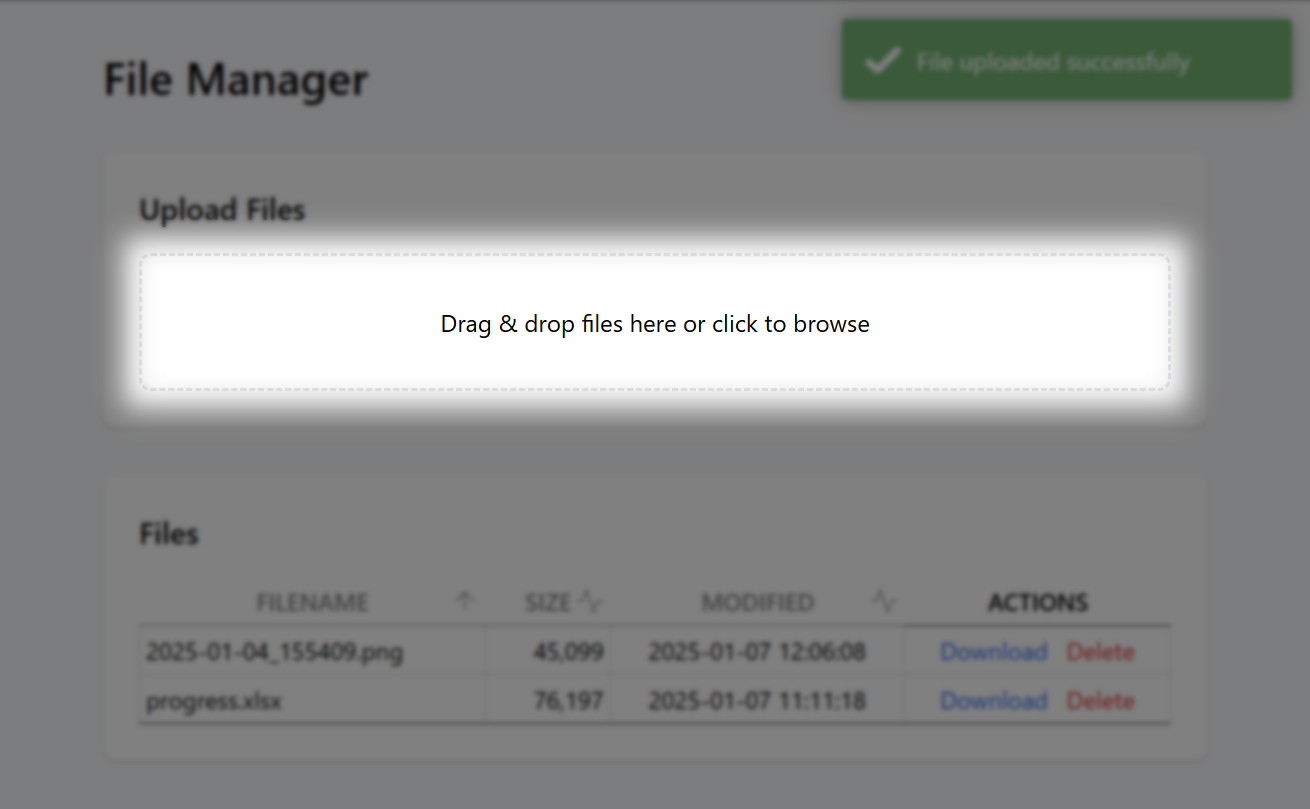 File Manager
File uploaded successfully
Upload Files
Drag & drop files here or click to browse
Files
FILENAME SIZE MODIFIED ACTIONS
2025-01-04_155409.png 45,099 2025-01-07 12:06:08 Download Delete
progress.xlsx 76,197 2025-01-07 11:11:18 Download Delete